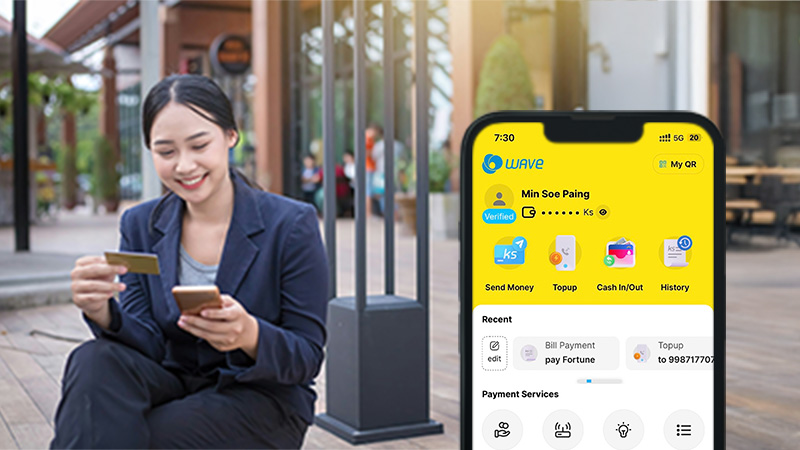 7:30
5G 20
WAVE
My QR
Min Soe Paing
Verified
•••••• Ks
ks
Send Money
Topup
Cash In/Out
History
Recent
edit
Bill Payment
pay Fortune
Topup
to 998717707
Payment Services